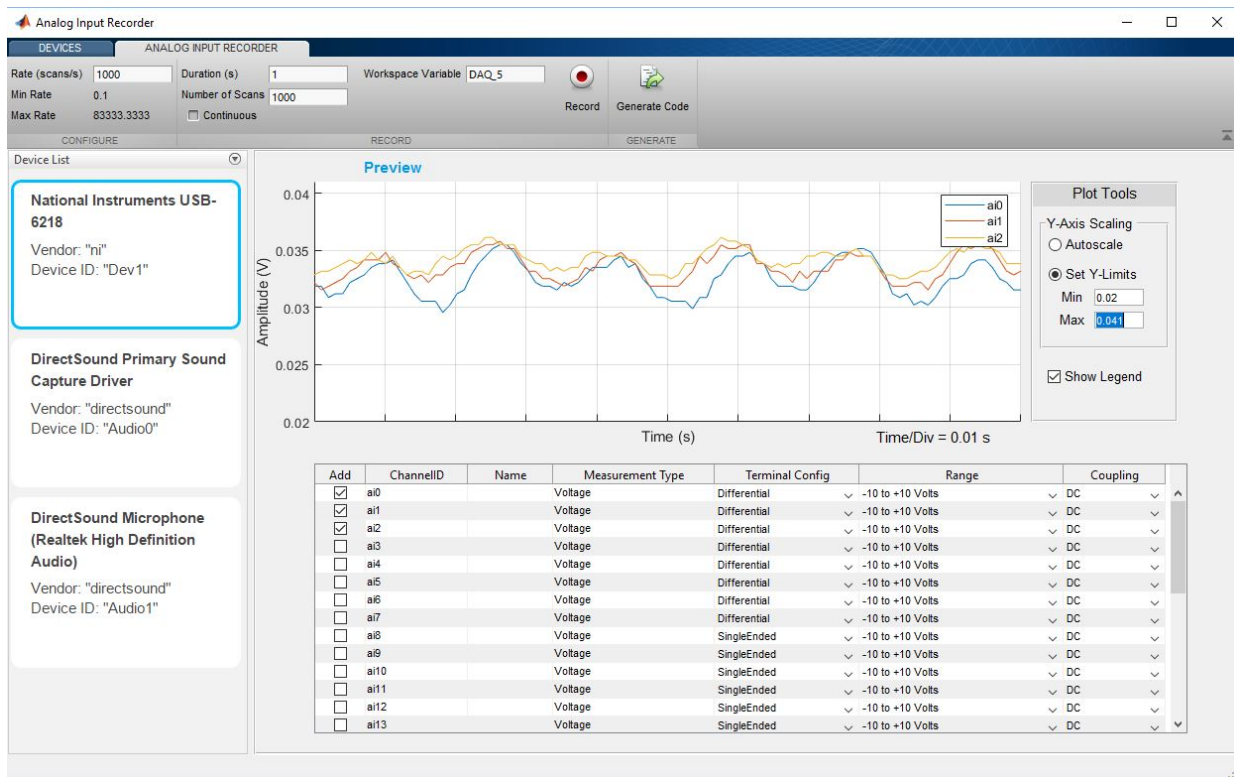 Analog Input Recorder
DEVICES ANALOG INPUT RECORDER
Rate (scans/s) 1000 Duration (s) 1 Workspace Variable DAQ_5
Min Rate 0.1 Number of Scans 1000
Max Rate 83333.3333 Continuous
Record Generate Code
CONFIGURE RECORD GENERATE
Device List
National Instruments USB-
6218
Vendor: "ni"
Device ID: "Dev1"
DirectSound Primary Sound
Capture Driver
Vendor: "directsound"
Device ID: "Audio0"
DirectSound Microphone
(Realtek High Definition
Audio)
Vendor: "directsound"
Device ID: "Audio1"
Preview
Amplitude (V)
0.04
0.035
0.03
0.025
0.02
ai0
ai1
ai2
Time (s) Time/Div = 0.01 s
Plot Tools
Y-Axis Scaling
Autoscale
Set Y-Limits
Min 0.02
Max 0.041
Show Legend
Add ChannelID Name Measurement Type Terminal Config Range Coupling
ai0 Voltage Differential -10 to +10 Volts DC
ai1 Voltage Differential -10 to +10 Volts DC
ai2 Voltage Differential -10 to +10 Volts DC
ai3 Voltage Differential -10 to +10 Volts DC
ai4 Voltage Differential -10 to +10 Volts DC
ai5 Voltage Differential -10 to +10 Volts DC
ai6 Voltage Differential -10 to +10 Volts DC
ai7 Voltage Differential -10 to +10 Volts DC
ai8 Voltage SingleEnded -10 to +10 Volts DC
ai9 Voltage SingleEnded -10 to +10 Volts DC
ai10 Voltage SingleEnded -10 to +10 Volts DC
ai11 Voltage SingleEnded -10 to +10 Volts DC
ai12 Voltage SingleEnded -10 to +10 Volts DC
ai13 Voltage SingleEnded -10 to +10 Volts DC